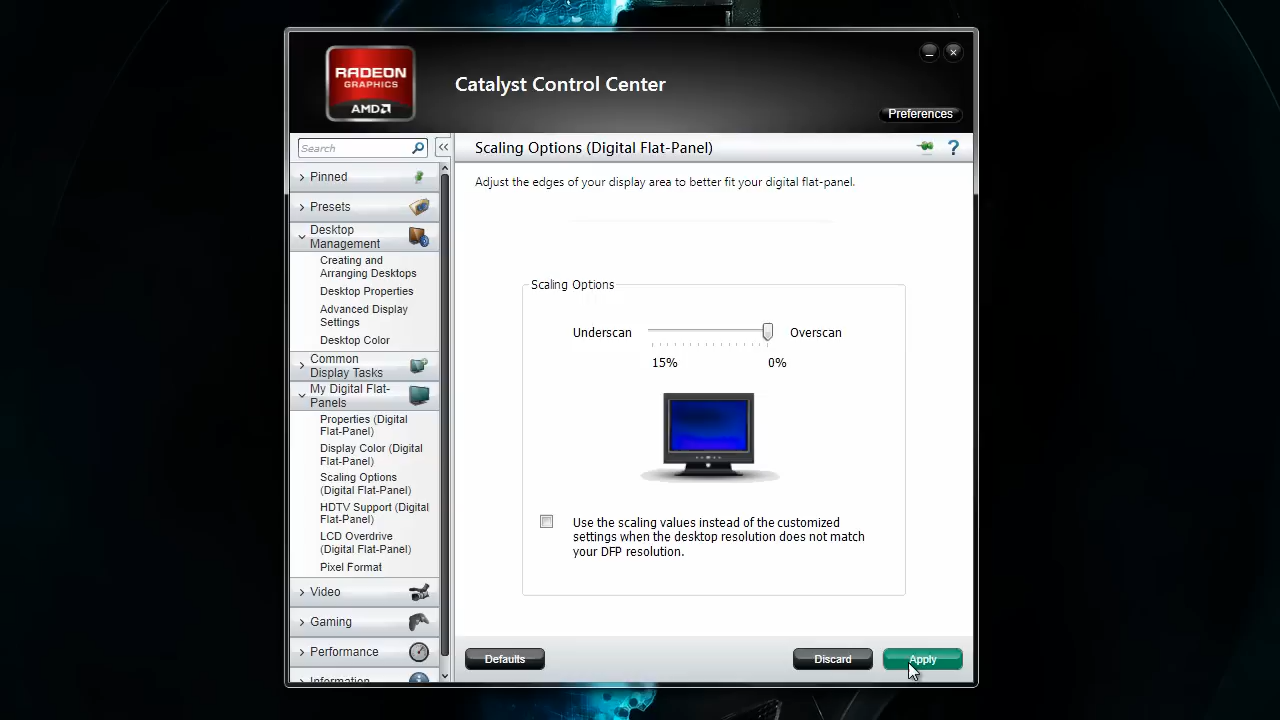 RADEON
GRAPHICS
AMD
Catalyst Control Center
Preferences
Search
<<
Scaling Options (Digital Flat-Panel)
?
Pinned
Presets
Desktop
Management
Creating and
Arranging Desktops
Desktop Properties
Advanced Display
Settings
Desktop Color
Common
Display Tasks
My Digital Flat-
Panels
Properties (Digital
Flat-Panel)
Display Color (Digital
Flat-Panel)
Scaling Options
(Digital Flat-Panel)
HDTV Support (Digital
Flat-Panel)
LCD Overdrive
(Digital Flat-Panel)
Pixel Format
Video
Gaming
Performance
Information
Adjust the edges of your display area to better fit your digital flat-panel.
Scaling Options
Underscan
Overscan
15%
0%
Use the scaling values instead of the customized
settings when the desktop resolution does not match
your DFP resolution.
Defaults
Discard
Apply